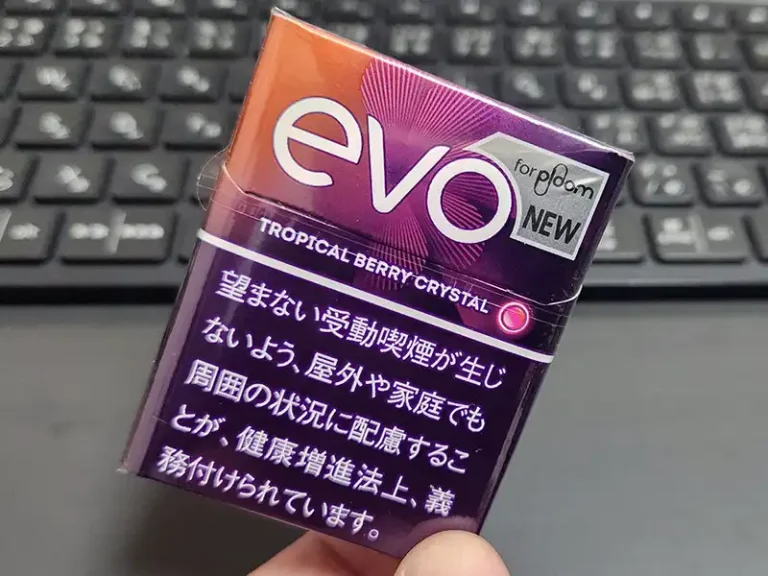 evo
for ploom
NEW
TROPICAL BERRY CRYSTAL
望まない受動喫煙が生じ
ないよう、屋外や家庭でも
周囲の状況に配慮するこ
とが、健康増進法上、義
務付けられています。